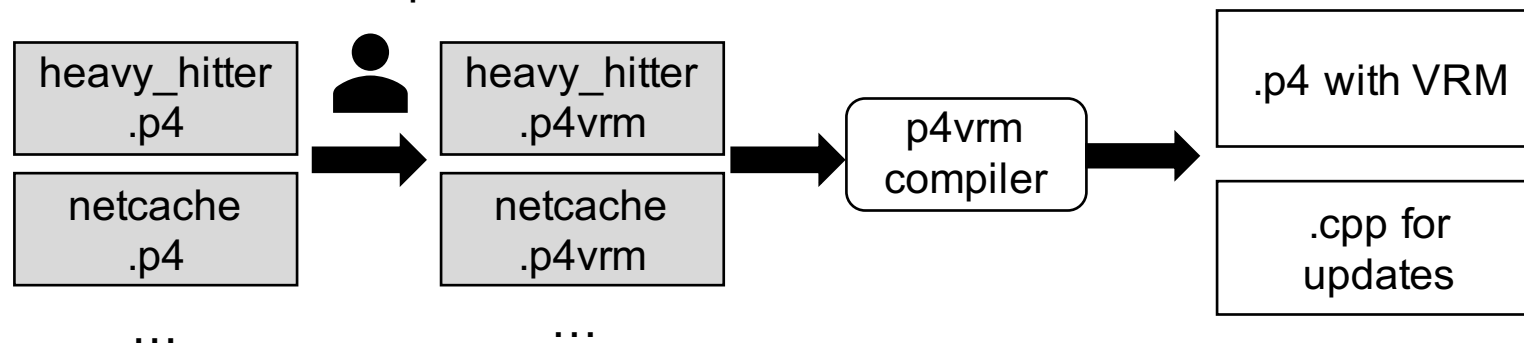 heavy_hitter
.p4
netcache
.p4
...
heavy_hitter
.p4vrm
netcache
.p4vrm
...
p4vrm
compiler
.p4 with VRM
.cpp for
updates